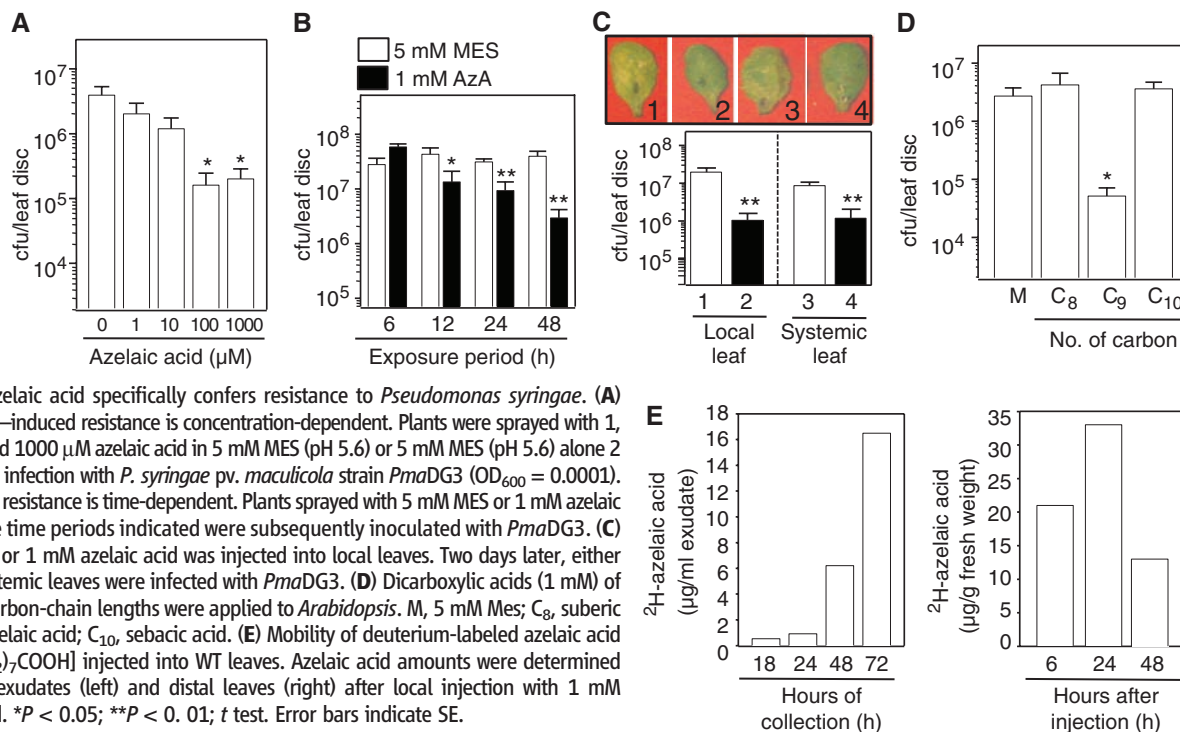 A
cfu/leaf disc
10⁷
10⁶
10⁵
10⁴
* *
0 1 10 100 1000
Azelaic acid (µM)
B
5 mM MES
1 mM AzA
cfu/leaf disc
10⁸
10⁷
10⁶
10⁵
* ** **
6 12 24 48
Exposure period (h)
C
1 2 3 4
cfu/leaf disc
10⁸
10⁷
10⁶
10⁵
** **
1 2 3 4
Local leaf
Systemic leaf
D
cfu/leaf disc
10⁷
10⁶
10⁵
10⁴
*
M C₈ C₉ C₁₀
No. of carbon
zelaic acid specifically confers resistance to Pseudomonas syringae. (A)
–induced resistance is concentration-dependent. Plants were sprayed with 1,
d 1000 µM azelaic acid in 5 mM MES (pH 5.6) or 5 mM MES (pH 5.6) alone 2
infection with P. syringae pv. maculicola strain PmaDG3 (OD₆₀₀ = 0.0001).
resistance is time-dependent. Plants sprayed with 5 mM MES or 1 mM azelaic
e time periods indicated were subsequently inoculated with PmaDG3. (C)
or 1 mM azelaic acid was injected into local leaves. Two days later, either
temic leaves were infected with PmaDG3. (D) Dicarboxylic acids (1 mM) of
arbon-chain lengths were applied to Arabidopsis. M, 5 mM Mes; C₈, suberic
elaic acid; C₁₀, sebacic acid. (E) Mobility of deuterium-labeled azelaic acid
₂)₇COOH] injected into WT leaves. Azelaic acid amounts were determined
exudates (left) and distal leaves (right) after local injection with 1 mM
d. *P < 0.05; **P < 0. 01; t test. Error bars indicate SE.
E
²H-azelaic acid
(µg/ml exudate)
18
16
14
12
10
8
6
4
2
0
18 24 48 72
Hours of
collection (h)
²H-azelaic acid
(µg/g fresh weight)
35
30
25
20
15
10
5
0
6 24 48
Hours after
injection (h)